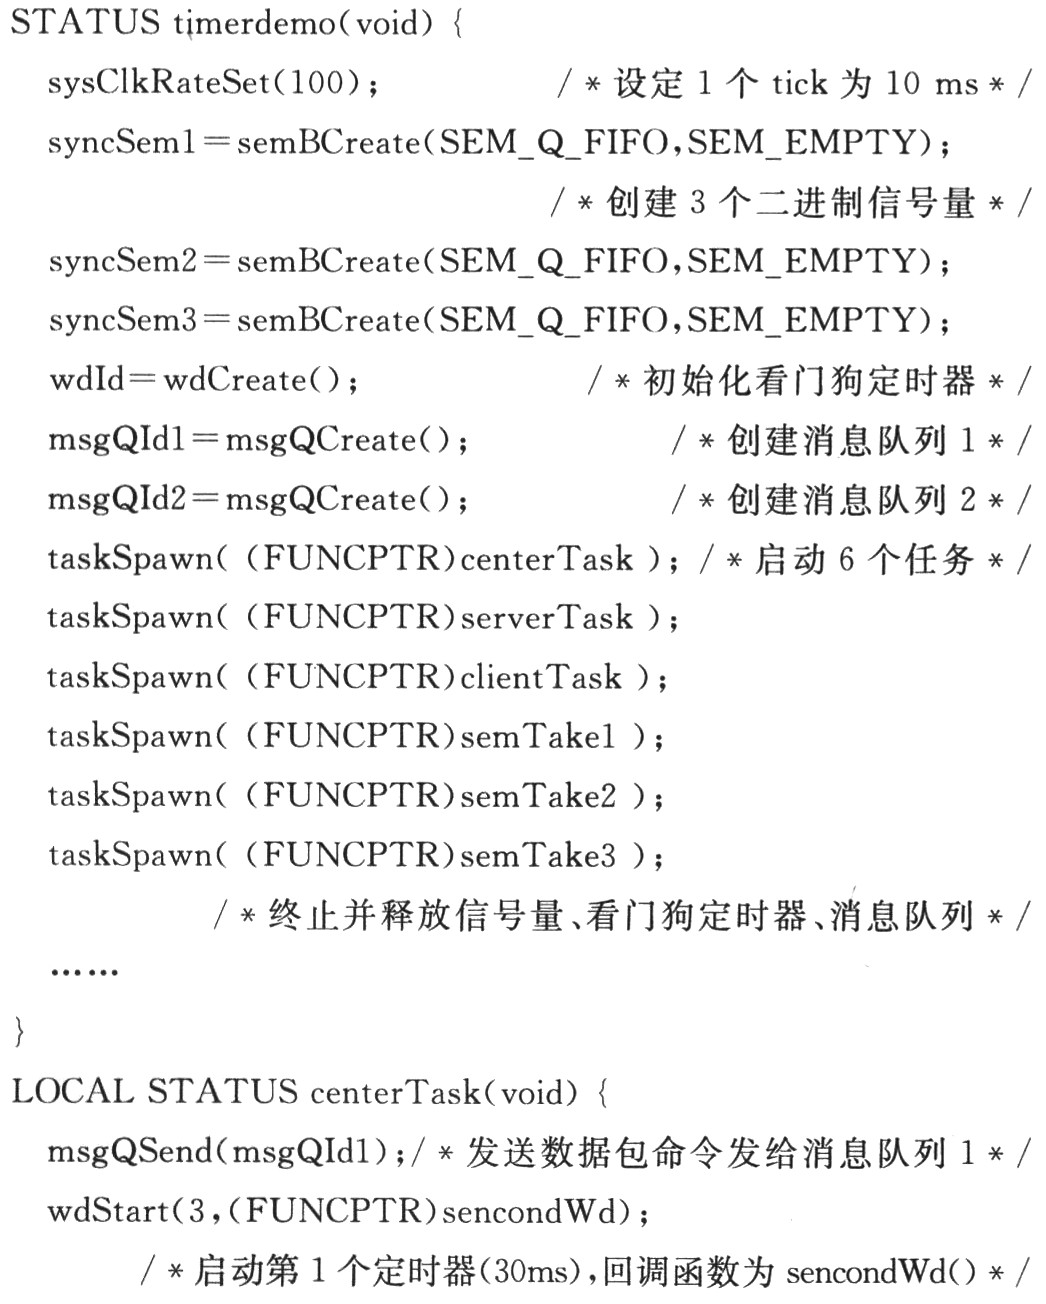 STATUS timerdemo(void) {
sysClkRateSet(100); /*设定 1 个 tick 为 10 ms*/
syncSem1=semBCreate(SEM_Q_FIFO,SEM_EMPTY);
/*创建 3 个二进制信号量*/
syncSem2=semBCreate(SEM_Q_FIFO,SEM_EMPTY);
syncSem3=semBCreate(SEM_Q_FIFO,SEM_EMPTY);
wdId=wdCreate(); /*初始化看门狗定时器*/
msgQId1=msgQCreate(); /*创建消息队列 1*/
msgQId2=msgQCreate(); /*创建消息队列 2*/
taskSpawn( (FUNCPTR)centerTask ); /*启动 6 个任务*/
taskSpawn( (FUNCPTR)serverTask );
taskSpawn( (FUNCPTR)clientTask );
taskSpawn( (FUNCPTR)semTake1 );
taskSpawn( (FUNCPTR)semTake2 );
taskSpawn( (FUNCPTR)semTake3 );
/*终止并释放信号量、看门狗定时器、消息队列*/
……
}
LOCAL STATUS centerTask(void) {
msgQSend(msgQId1);/*发送数据包命令发给消息队列 1*/
wdStart(3,(FUNCPTR)sencondWd);
/*启动第 1 个定时器(30ms),回调函数为 sencondWd()*/